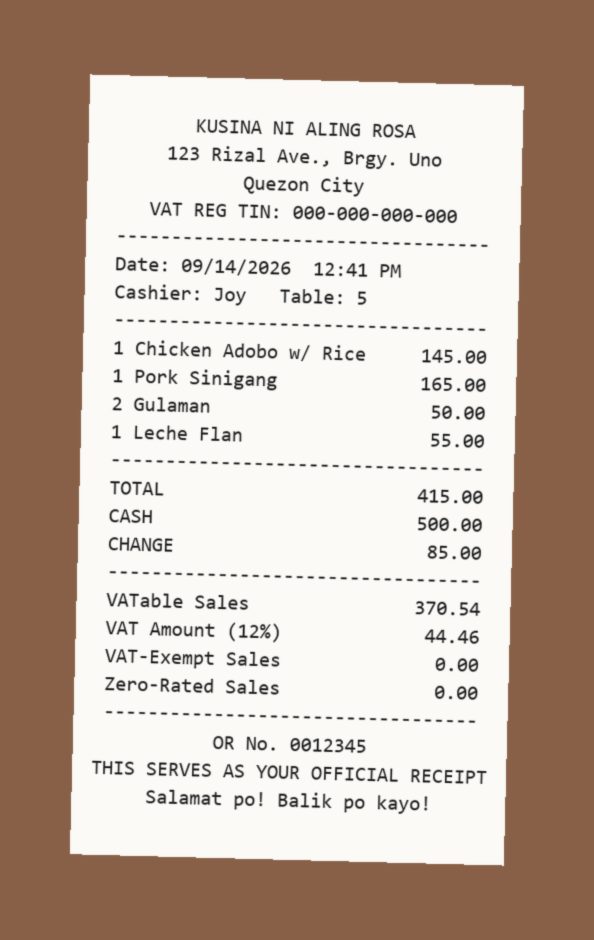 KUSINA NI ALING ROSA
123 Rizal Ave., Brgy. Uno
Quezon City
VAT REG TIN: 000-000-000-000
----------------------------------
Date: 09/14/2026  12:41 PM
Cashier: Joy   Table: 5
----------------------------------
1 Chicken Adobo w/ Rice     145.00
1 Pork Sinigang             165.00
2 Gulaman                    50.00
1 Leche Flan                 55.00
----------------------------------
TOTAL                       415.00
CASH                        500.00
CHANGE                       85.00
----------------------------------
VATable Sales               370.54
VAT Amount (12%)             44.46
VAT-Exempt Sales              0.00
Zero-Rated Sales              0.00
----------------------------------
OR No. 0012345
THIS SERVES AS YOUR OFFICIAL RECEIPT
Salamat po! Balik po kayo!